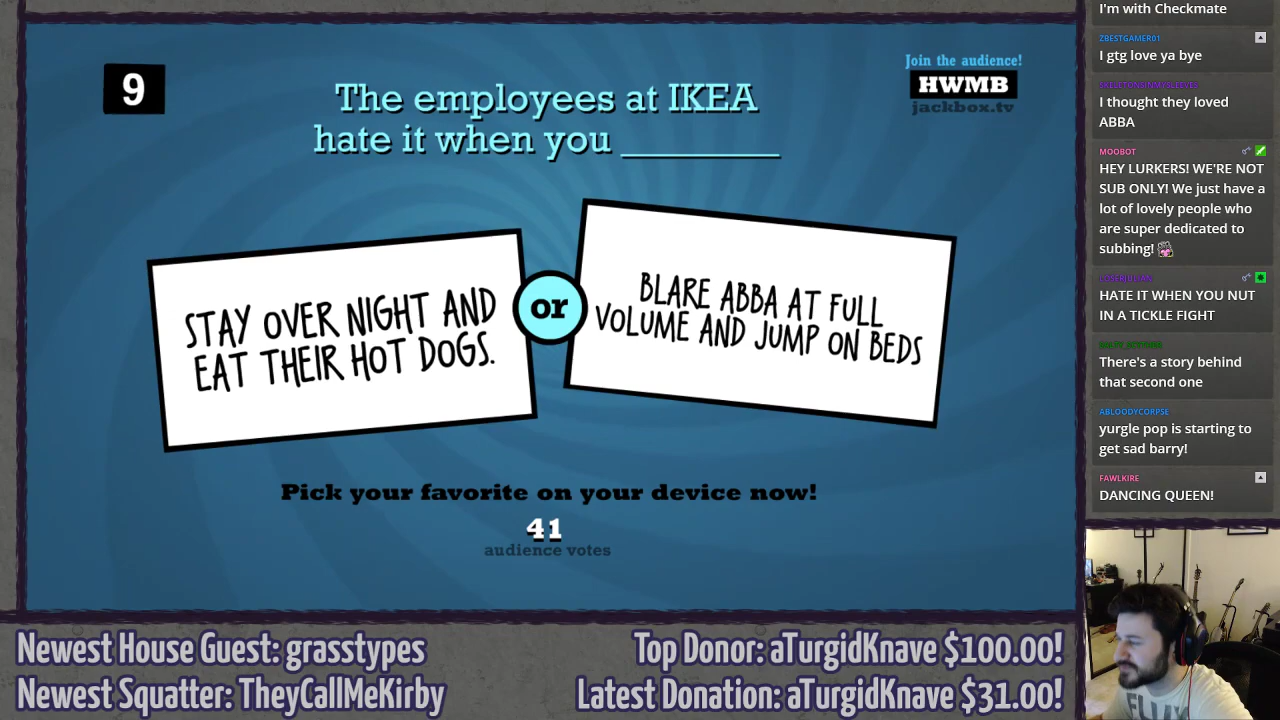 9
The employees at IKEA
hate it when you ________
Join the audience!
HWMB
jackbox.tv
STAY OVER NIGHT AND
EAT THEIR HOT DOGS.
or
BLARE ABBA AT FULL
VOLUME AND JUMP ON BEDS
Pick your favorite on your device now!
41
audience votes
I'm with Checkmate
ZBESTGAMER01
I gtg love ya bye
I thought they loved
ABBA
MOOBOT
HEY LURKERS! WE'RE NOT
SUB ONLY! We just have a
lot of lovely people who
are super dedicated to
subbing!
HATE IT WHEN YOU NUT
IN A TICKLE FIGHT
There's a story behind
that second one
ABLOODYCORPSE
yurgle pop is starting to
get sad barry!
FAWLKIRE
DANCING QUEEN!
Newest House Guest: grasstypes
Newest Squatter: TheyCallMeKirby
Top Donor: aTurgidKnave $100.00!
Latest Donation: aTurgidKnave $31.00!